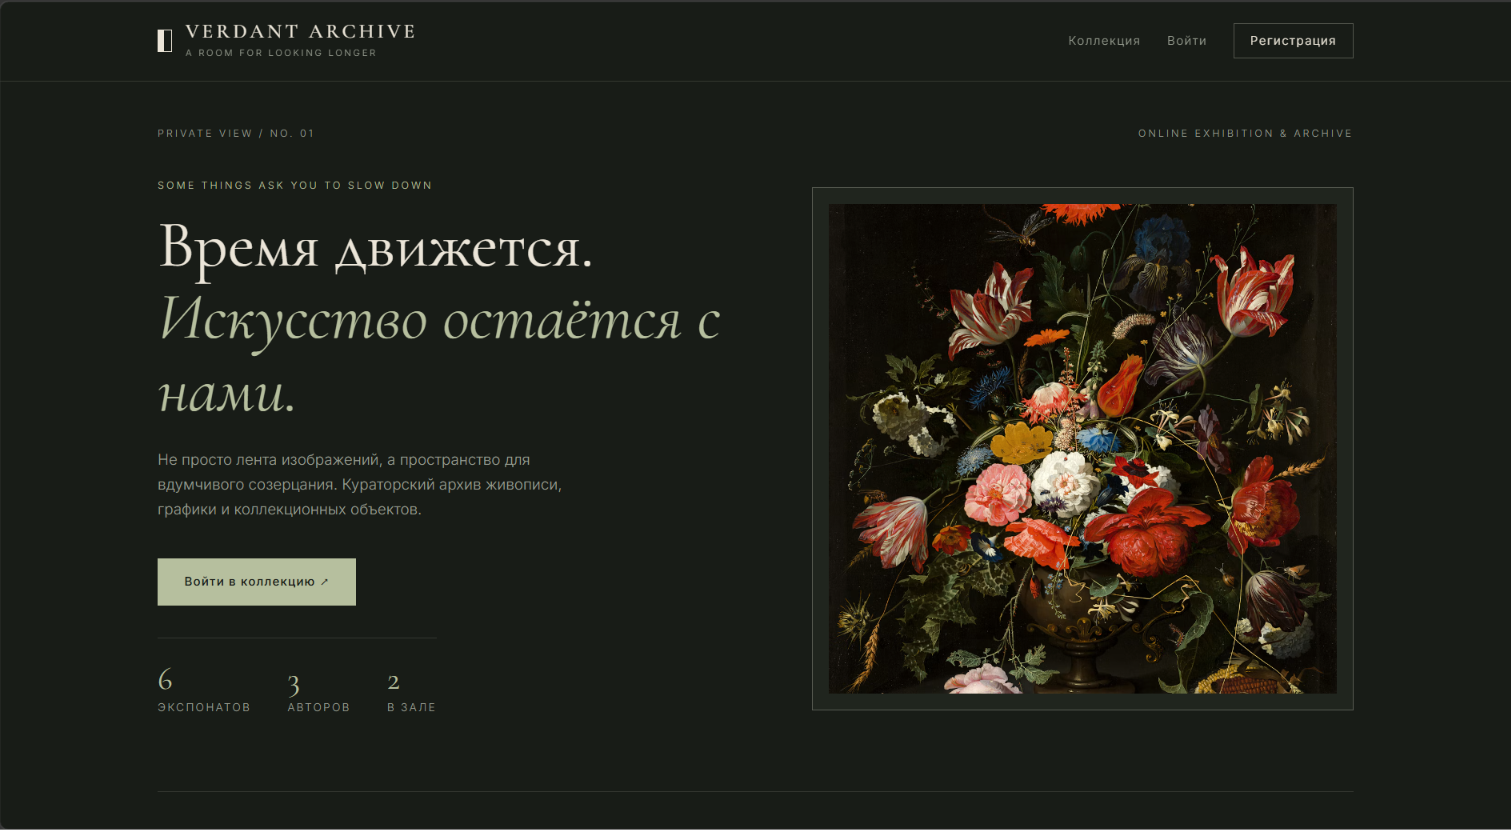 VERDANT ARCHIVE
A ROOM FOR LOOKING LONGER
Коллекция
Войти
Регистрация
PRIVATE VIEW / NO. 01
ONLINE EXHIBITION & ARCHIVE
SOME THINGS ASK YOU TO SLOW DOWN
Время движется.
Искусство остаётся с
нами.
Не просто лента изображений, а пространство для
вдумчивого созерцания. Кураторский архив живописи,
графики и коллекционных объектов.
Войти в коллекцию ↗
6
ЭКСПОНАТОВ
3
АВТОРОВ
2
В ЗАЛЕ